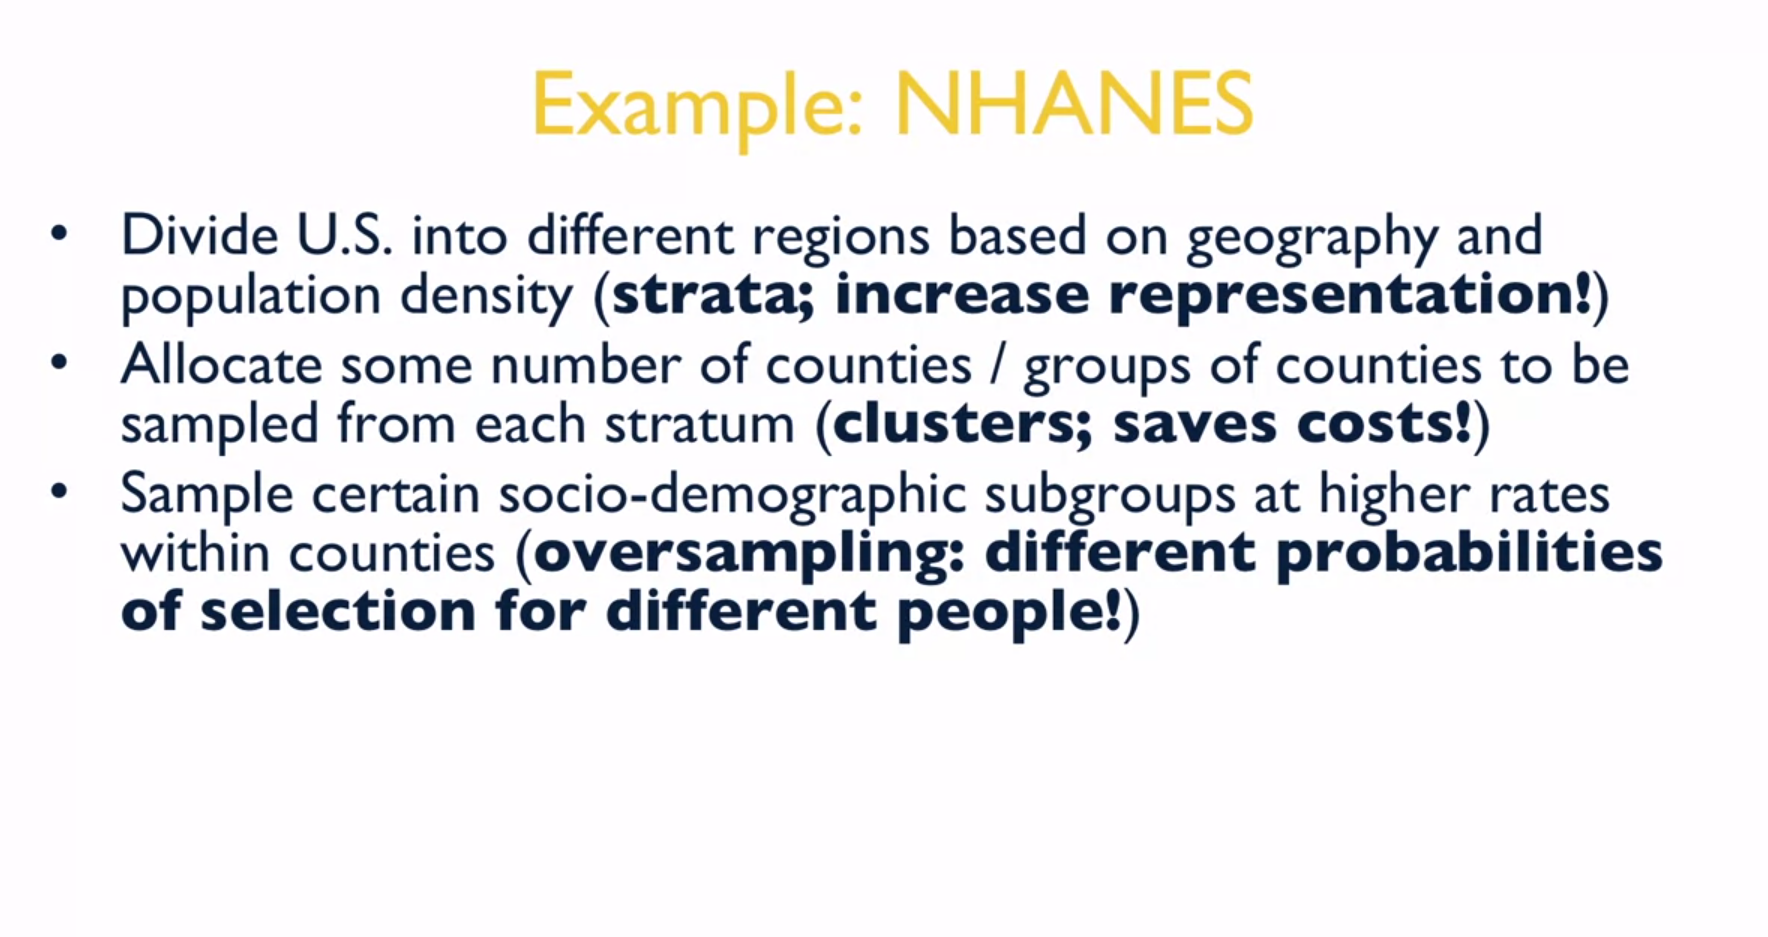 Example: NHANES
• Divide U.S. into different regions based on geography and
population density (strata; increase representation!)
• Allocate some number of counties / groups of counties to be
sampled from each stratum (clusters; saves costs!)
• Sample certain socio-demographic subgroups at higher rates
within counties (oversampling: different probabilities
of selection for different people!)